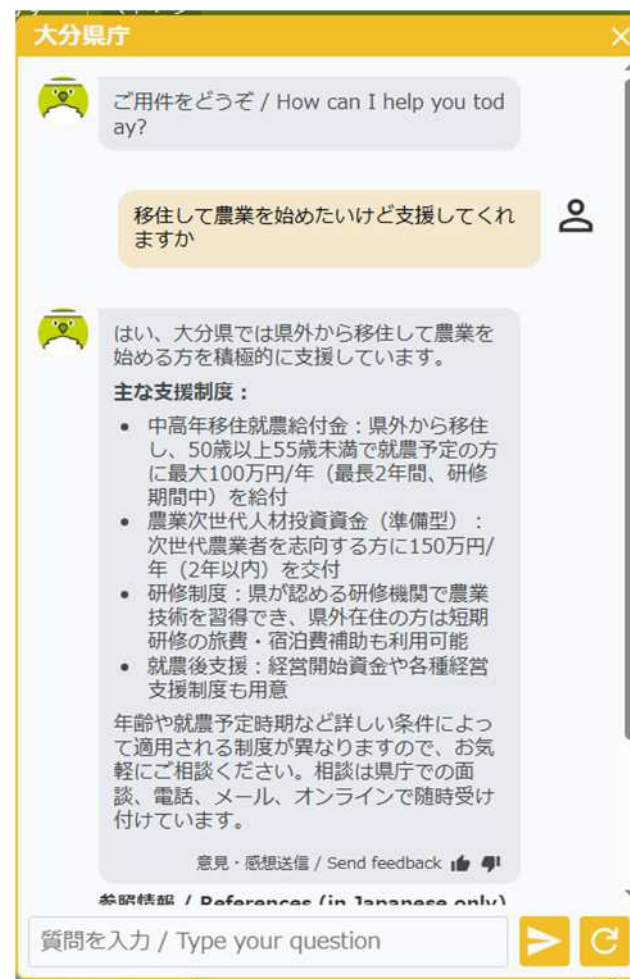 大分県庁
ご用件をどうぞ / How can I help you tod
ay?
移住して農業を始めたいけど支援してくれ
ますか
はい、大分県では県外から移住して農業を
始める方を積極的に支援しています。
主な支援制度：
• 中高年移住就農給付金：県外から移住
し、50歳以上55歳未満で就農予定の方
に最大100万円/年（最長2年間、研修
期間中）を給付
• 農業次世代人材投資資金（準備型）：
次世代農業者を志向する方に150万円/
年（2年以内）を交付
• 研修制度：県が認める研修機関で農業
技術を習得でき、県外在住の方は短期
研修の旅費・宿泊費補助も利用可能
• 就農後支援：経営開始資金や各種経営
支援制度も用意
年齢や就農予定時期など詳しい条件によっ
て適用される制度が異なりますので、お気
軽にご相談ください。相談は県庁での面
談、電話、メール、オンラインで随時受け
付けています。
意見・感想送信 / Send feedback
参照情報 / References (in Japanese only)
質問を入力 / Type your question